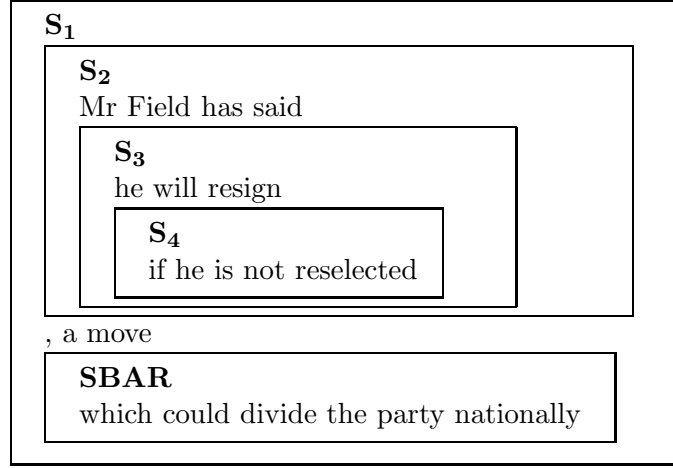 S1
S2
Mr Field has said
S3
he will resign
S4
if he is not reselected
, a move
SBAR
which could divide the party nationally